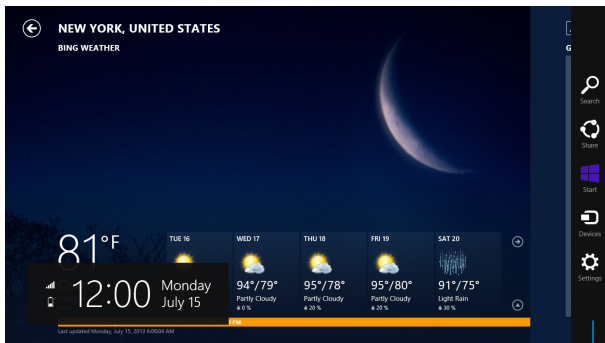 NEW YORK, UNITED STATES
BING WEATHER
G
Search
Share
Start
Devices
Settings
81°F
TUE 16
WED 17
94°/79°
Partly Cloudy
0 %
THU 18
95°/78°
Partly Cloudy
20 %
FRI 19
95°/80°
Partly Cloudy
20 %
SAT 20
91°/75°
Light Rain
30 %
12:00
Monday
July 15
PM
Last updated Monday, July 15, 2013 6:06:04 AM